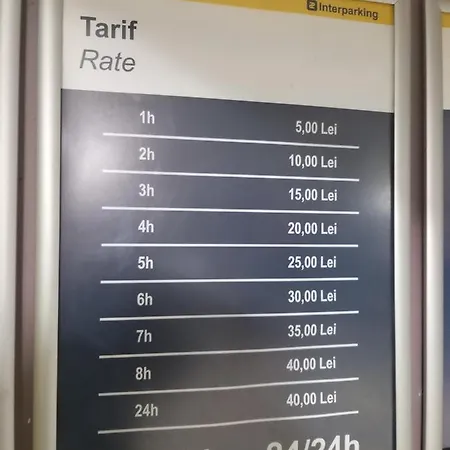 Interparking
Tarif
Rate
1h 5,00 Lei
2h 10,00 Lei
3h 15,00 Lei
4h 20,00 Lei
5h 25,00 Lei
6h 30,00 Lei
7h 35,00 Lei
8h 40,00 Lei
24h 40,00 Lei
24/24h